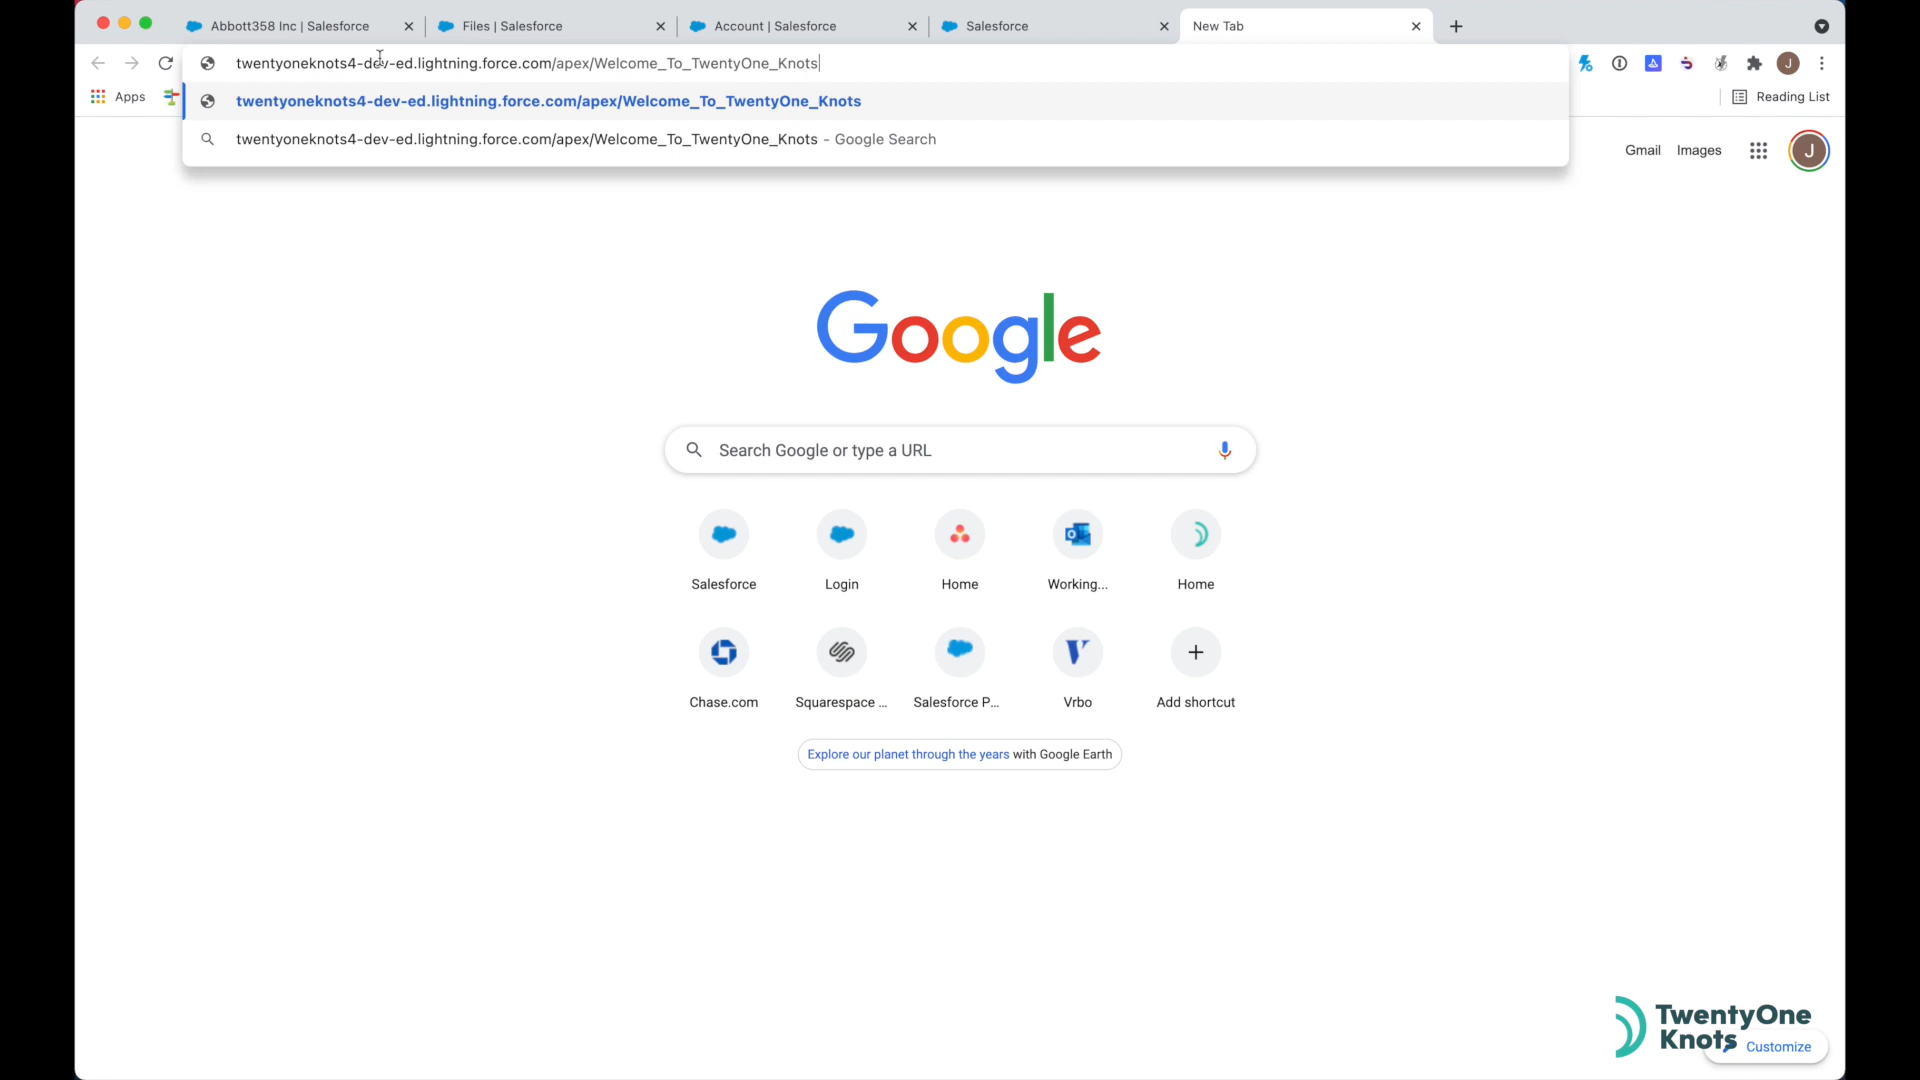 Abbott358 Inc | Salesforce
Files | Salesforce
Account | Salesforce
Salesforce
New Tab
twentyoneknots4-dev-ed.lightning.force.com/apex/Welcome_To_TwentyOne_Knots
J
Apps
twentyoneknots4-dev-ed.lightning.force.com/apex/Welcome_To_TwentyOne_Knots
Reading List
twentyoneknots4-dev-ed.lightning.force.com/apex/Welcome_To_TwentyOne_Knots - Google Search
Gmail
Images
J
Google
Search Google or type a URL
Salesforce
Login
Home
Working...
Home
Chase.com
Squarespace ...
Salesforce P...
Vrbo
Add shortcut
Explore our planet through the years with Google Earth
TwentyOne
Knots
Customize